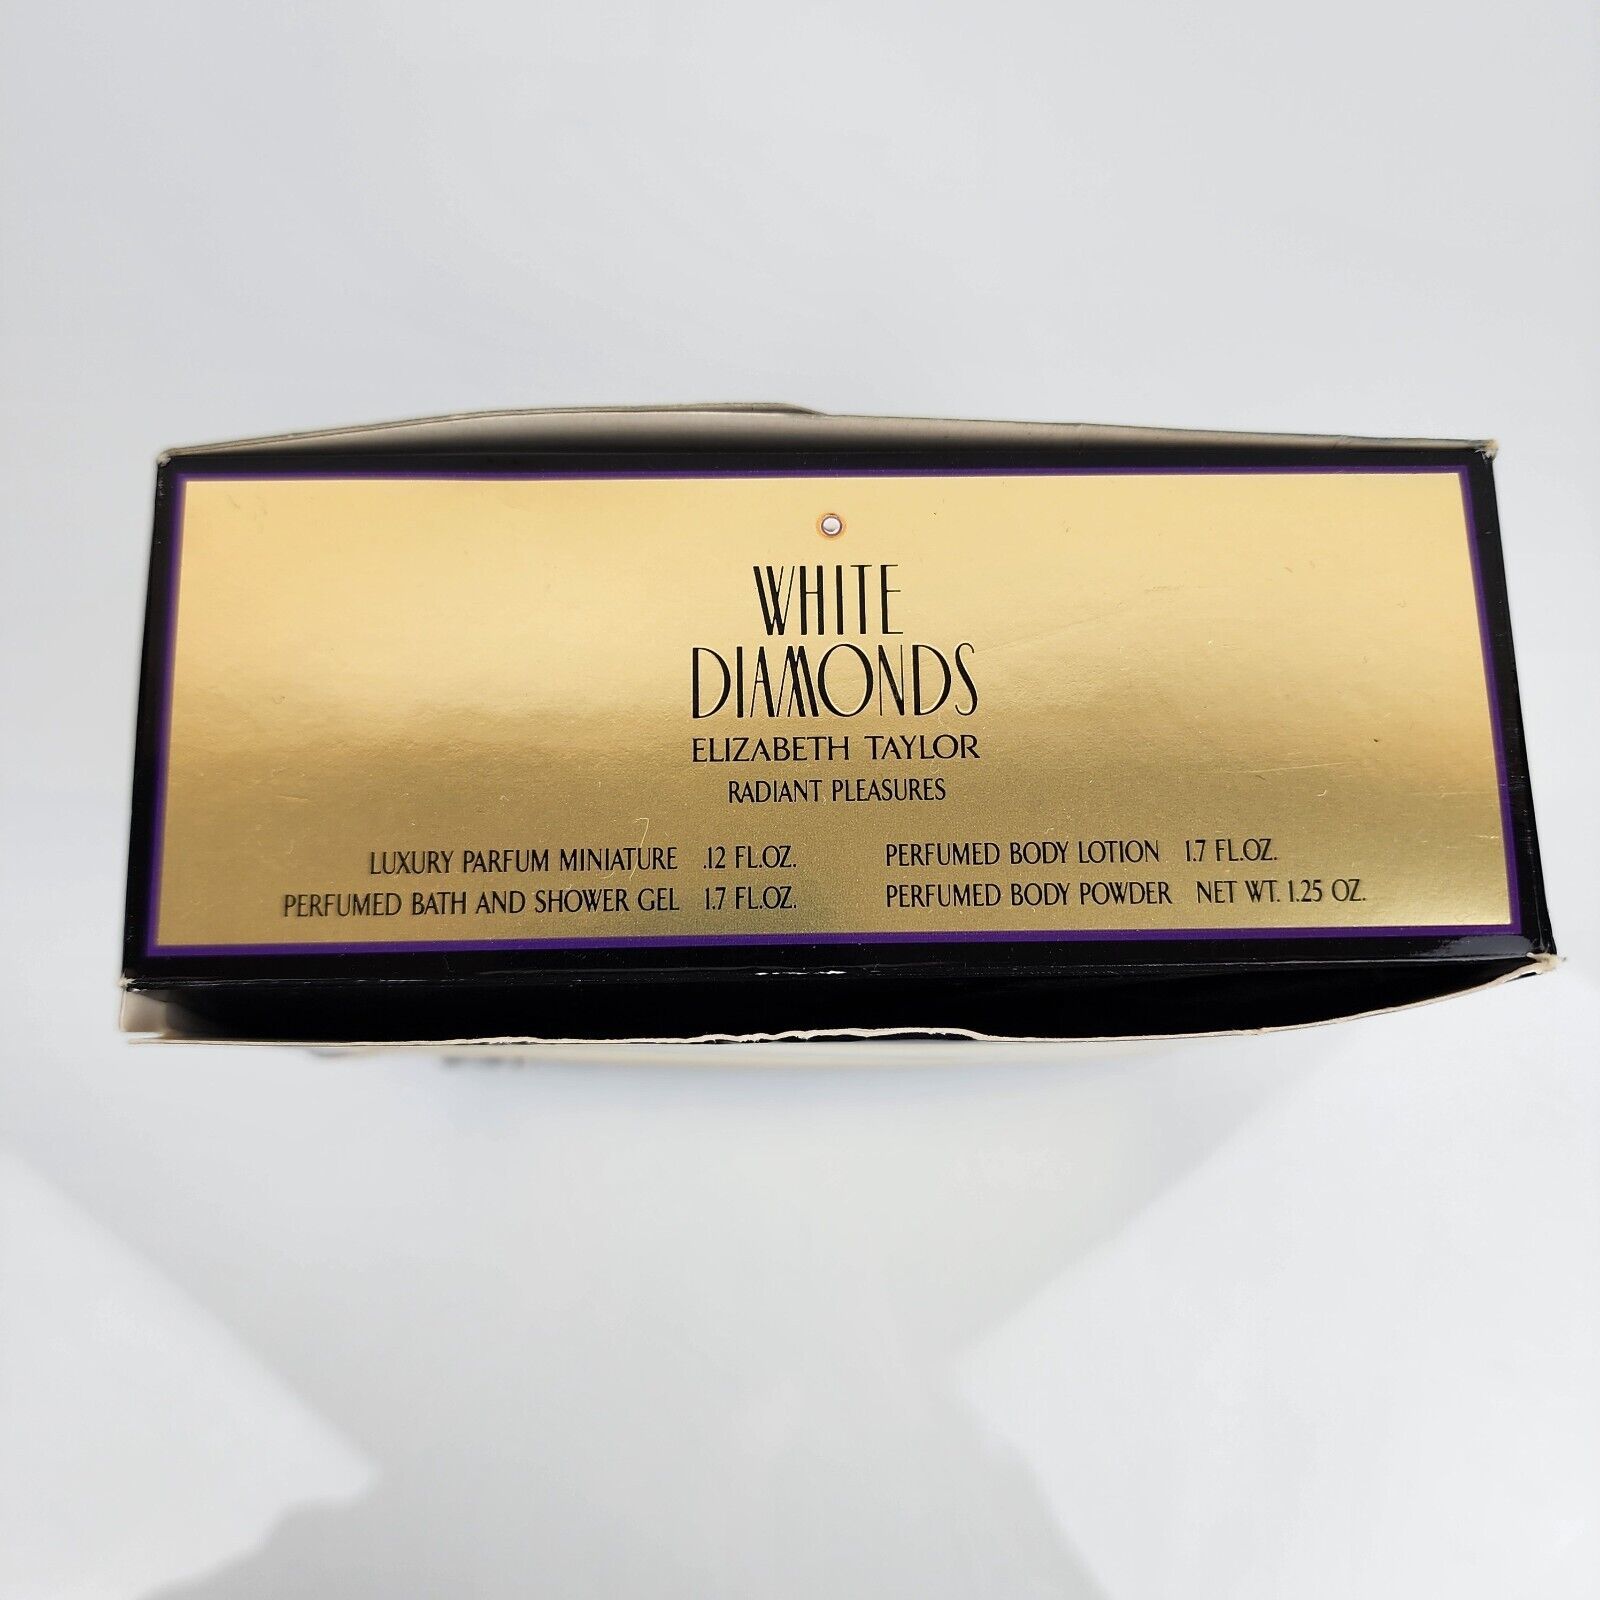 WHITE
DIAMONDS
ELIZABETH TAYLOR
RADIANT PLEASURES
LUXURY PARFUM MINIATURE .12 FL.OZ.
PERFUMED BATH AND SHOWER GEL 1.7 FL.OZ.
PERFUMED BODY LOTION 1.7 FL.OZ.
PERFUMED BODY POWDER NET WT. 1.25 OZ.